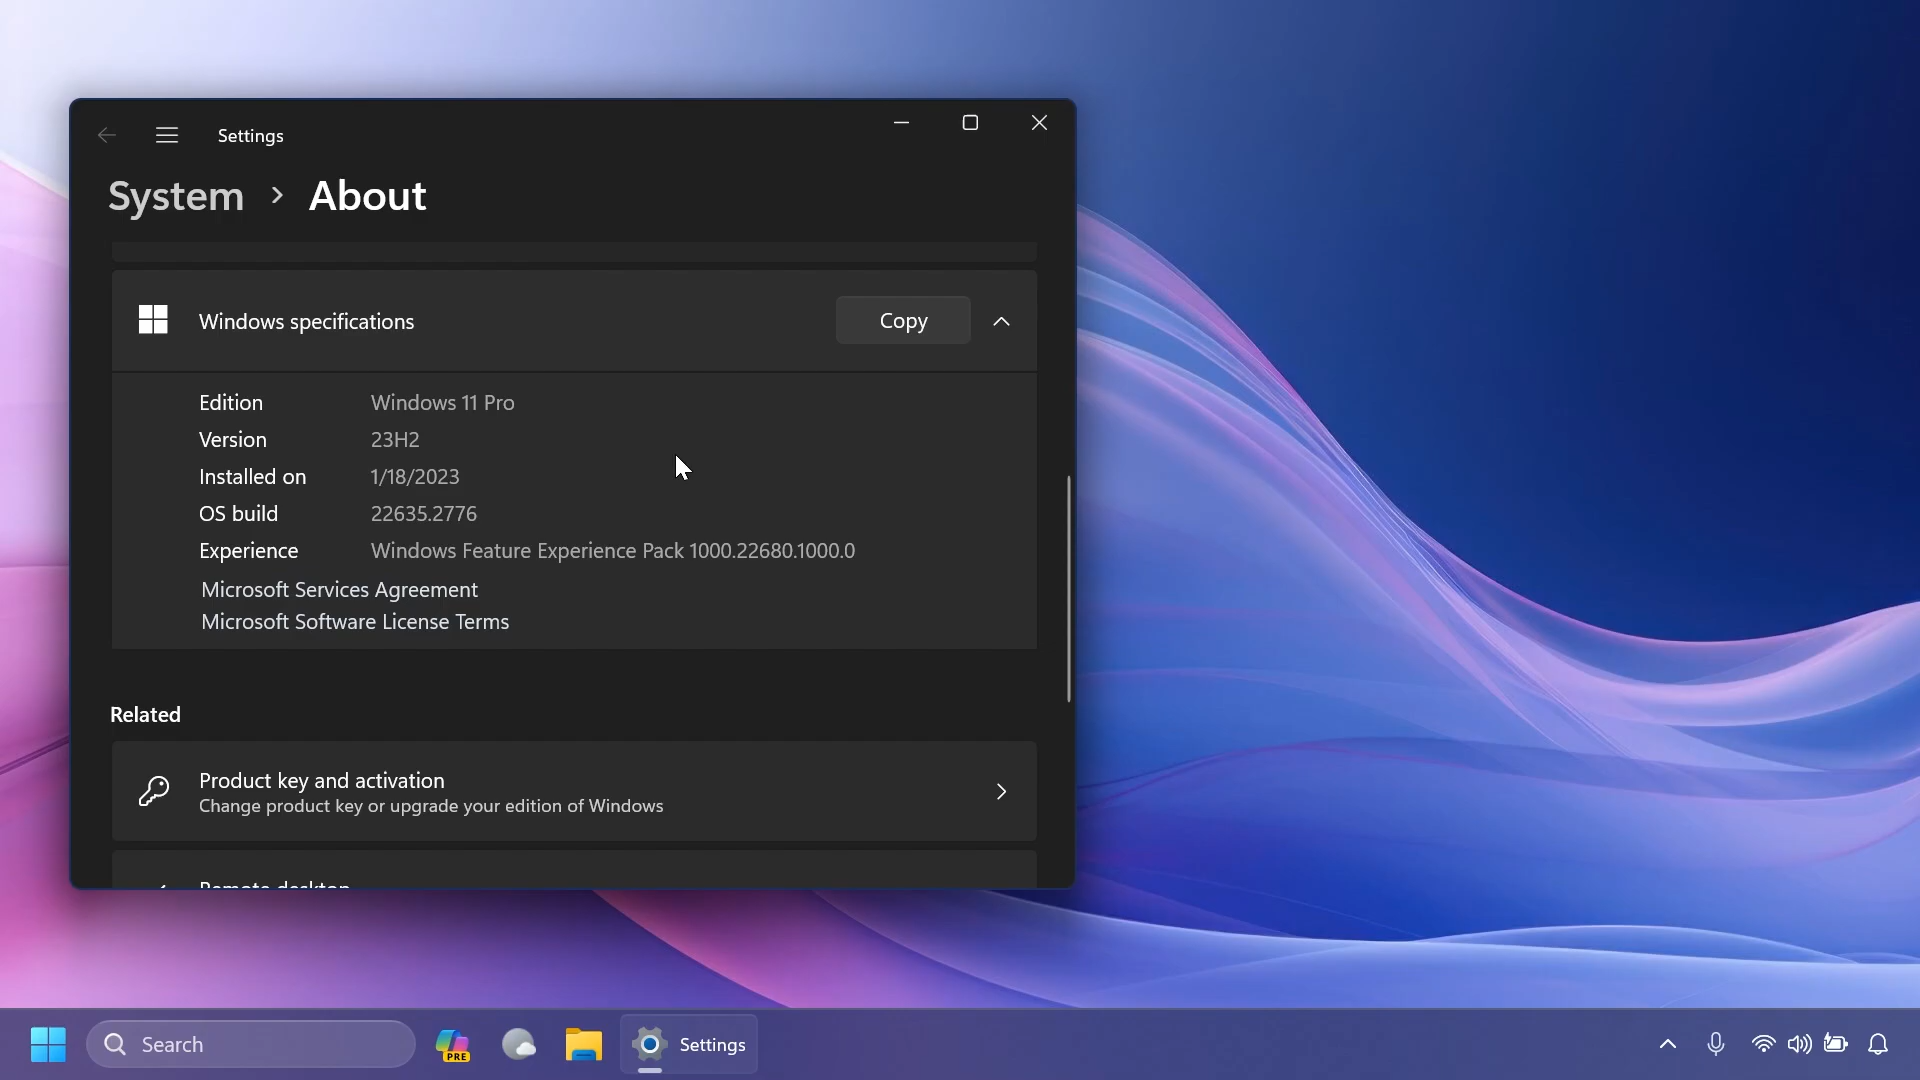 Settings
System > About
Windows specifications
Copy
Edition Windows 11 Pro
Version 23H2
Installed on 1/18/2023
OS build 22635.2776
Experience Windows Feature Experience Pack 1000.22680.1000.0
Microsoft Services Agreement
Microsoft Software License Terms
Related
Product key and activation
Change product key or upgrade your edition of Windows
Remote desktop
Search
PRE
Settings